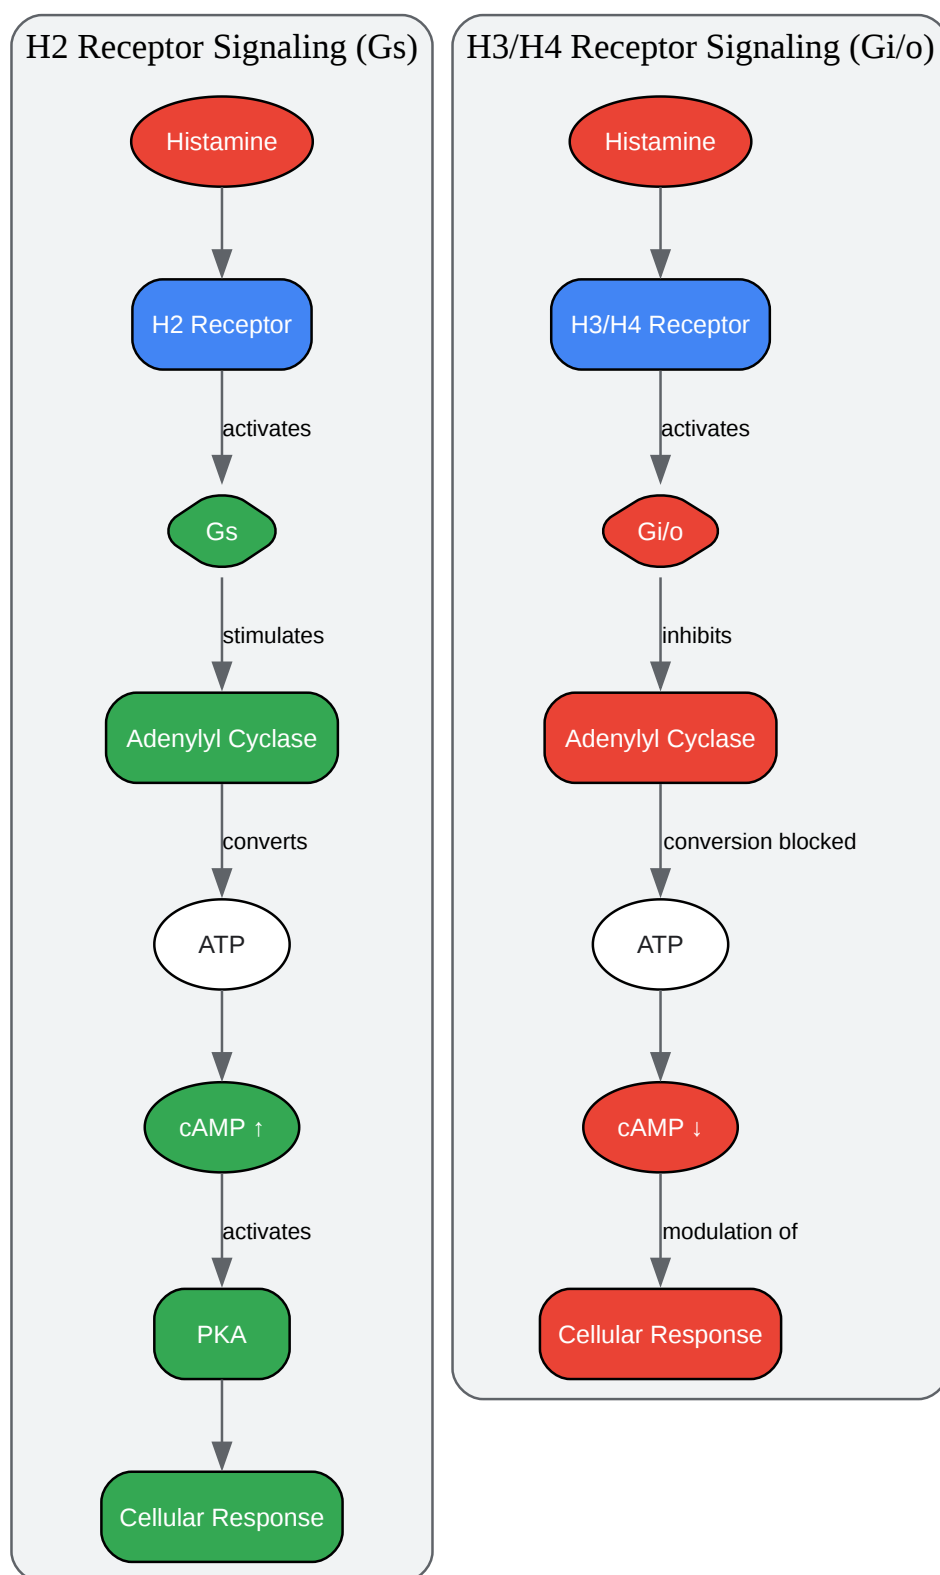 H2 Receptor Signaling (Gs)
Histamine
H2 Receptor
activates
Gs
stimulates
Adenylyl Cyclase
converts
ATP
cAMP ↑
activates
PKA
Cellular Response
H3/H4 Receptor Signaling (Gi/o)
Histamine
H3/H4 Receptor
activates
Gi/o
inhibits
Adenylyl Cyclase
conversion blocked
ATP
cAMP ↓
modulation of
Cellular Response